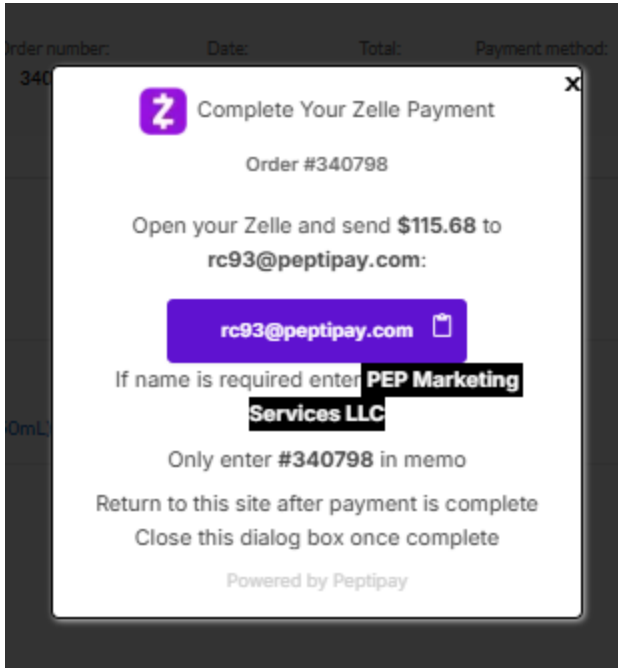 Order number: Date: Total: Payment method:
340
x
Complete Your Zelle Payment
Order #340798
Open your Zelle and send $115.68 to
rc93@peptipay.com:
rc93@peptipay.com
If name is required enter PEP Marketing
Services LLC
0mL)
Only enter #340798 in memo
Return to this site after payment is complete
Close this dialog box once complete
Powered by Peptipay